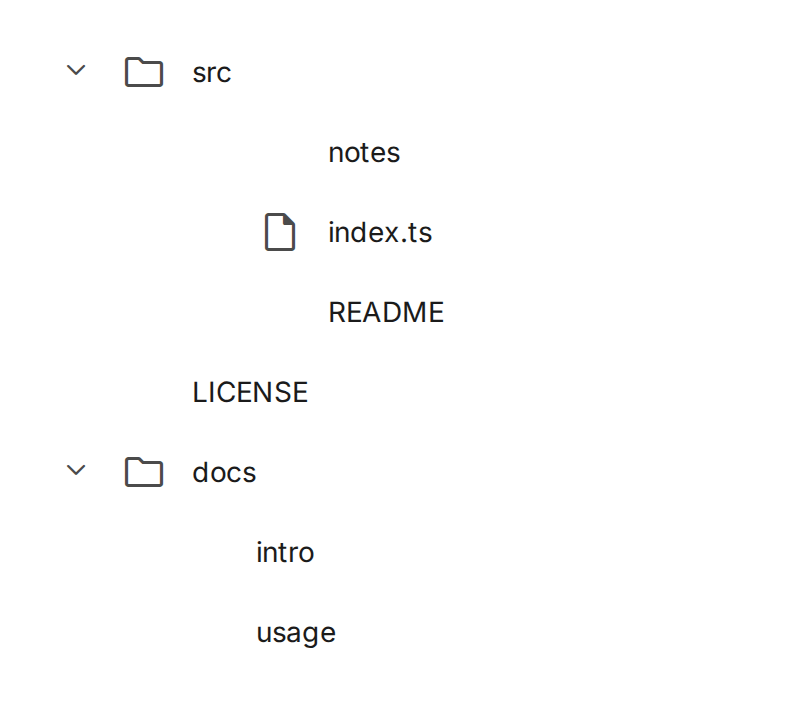 src
notes
index.ts
README
LICENSE
docs
intro
usage